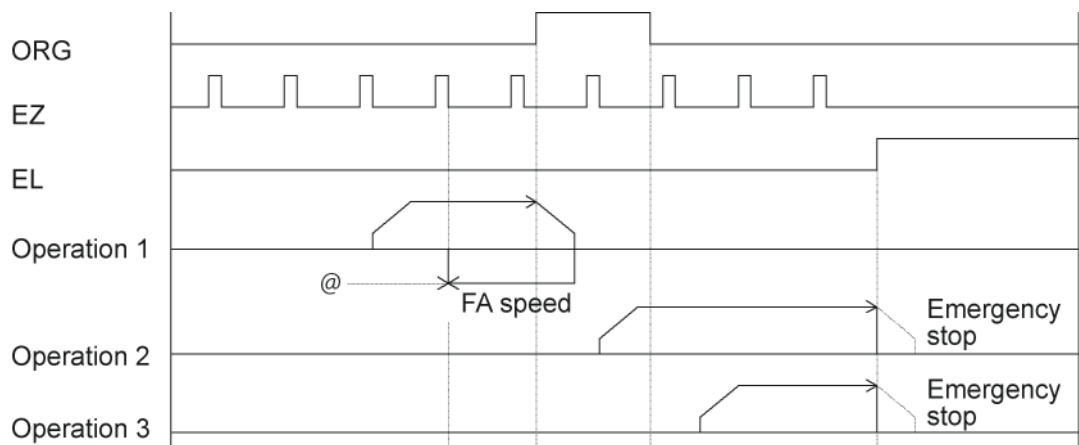 ORG
EZ
EL
Operation 1
@
FA speed
Operation 2
Emergency
stop
Operation 3
Emergency
stop